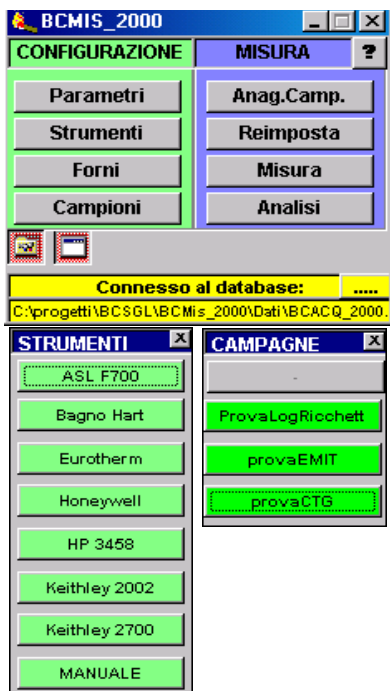 BCMIS_2000
CONFIGURAZIONE MISURA ?
Parametri Anag.Camp.
Strumenti Reimposta
Forni Misura
Campioni Analisi
Connesso al database: .....
C:\progetti\BCSGL\BCMis_2000\Dati\BCACQ_2000.
STRUMENTI
ASL F700
Bagno Hart
Eurotherm
Honeywell
HP 3458
Keithley 2002
Keithley 2700
MANUALE
CAMPAGNE
-
ProvaLogRicchett
provaEMIT
provaCTG